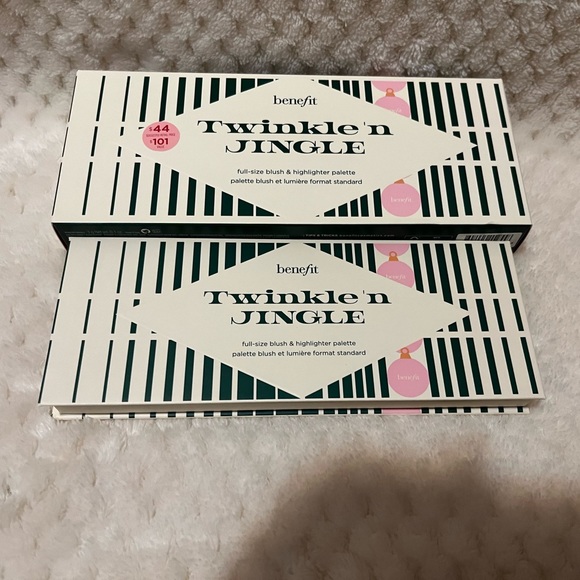 benefit
Twinkle 'n
JINGLE
full-size blush & highlighter palette
palette blush et lumière format standard
$44
$101
benefit
benefit
Twinkle 'n
JINGLE
full-size blush & highlighter palette
palette blush et lumière format standard
benefit
benefit